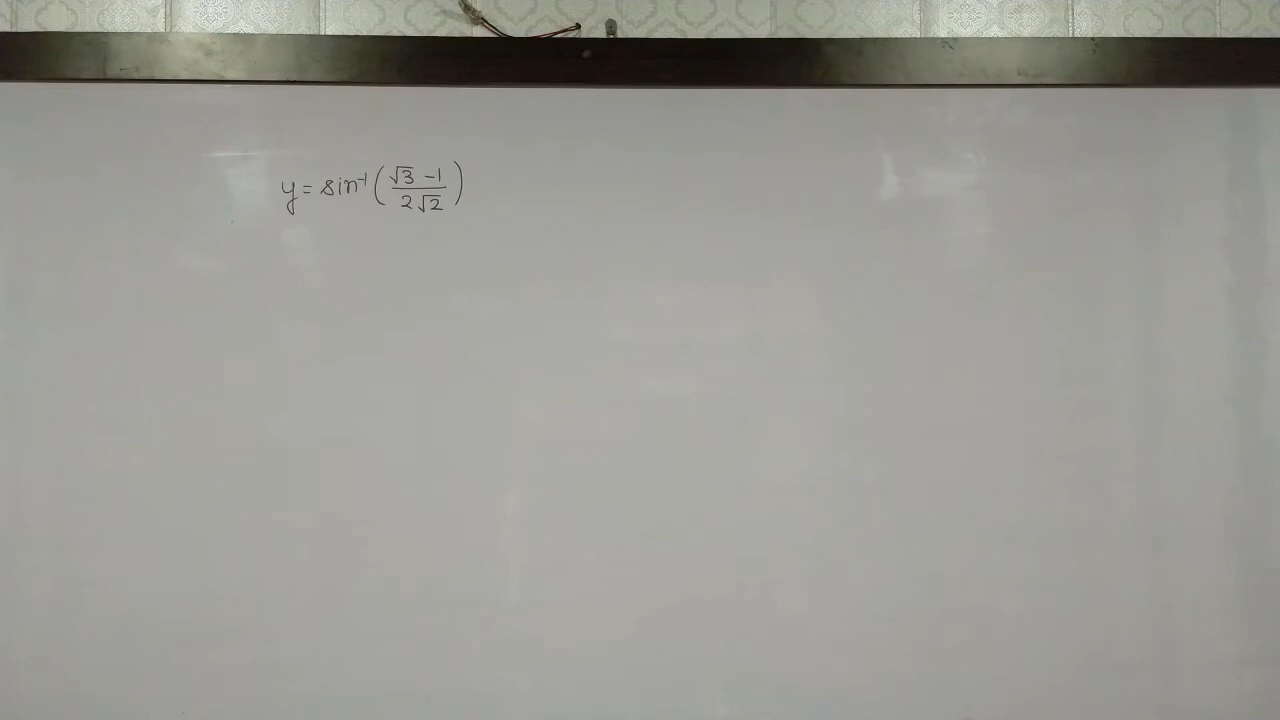 y = sin⁻¹(√3 - 1 / 2√2)